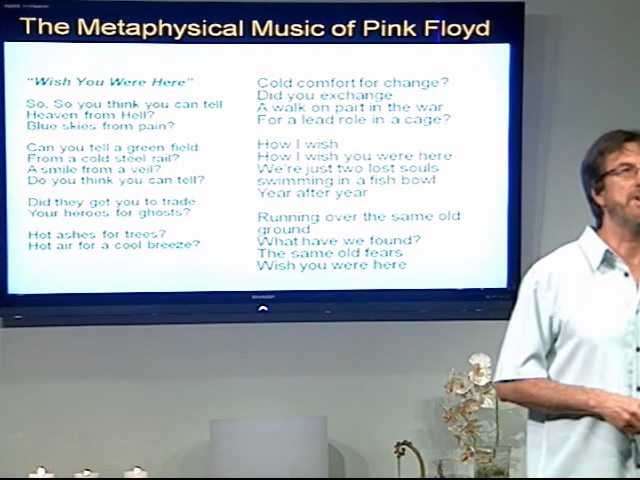 The Metaphysical Music of Pink Floyd
"Wish You Were Here"
So, So you think you can tell
Heaven from Hell?
Blue skies from pain?
Can you tell a green field
From a cold steel rail?
A smile from a veil?
Do you think you can tell?
Did they get you to trade
Your heroes for ghosts?
Hot ashes for trees?
Hot air for a cool breeze?
Cold comfort for change?
Did you exchange
A walk on part in the war
For a lead role in a cage?
How I wish
How I wish you were here
We're just two lost souls
swimming in a fish bowl
Year after year
Running over the same old
ground
What have we found?
The same old fears
Wish you were here
SHARP